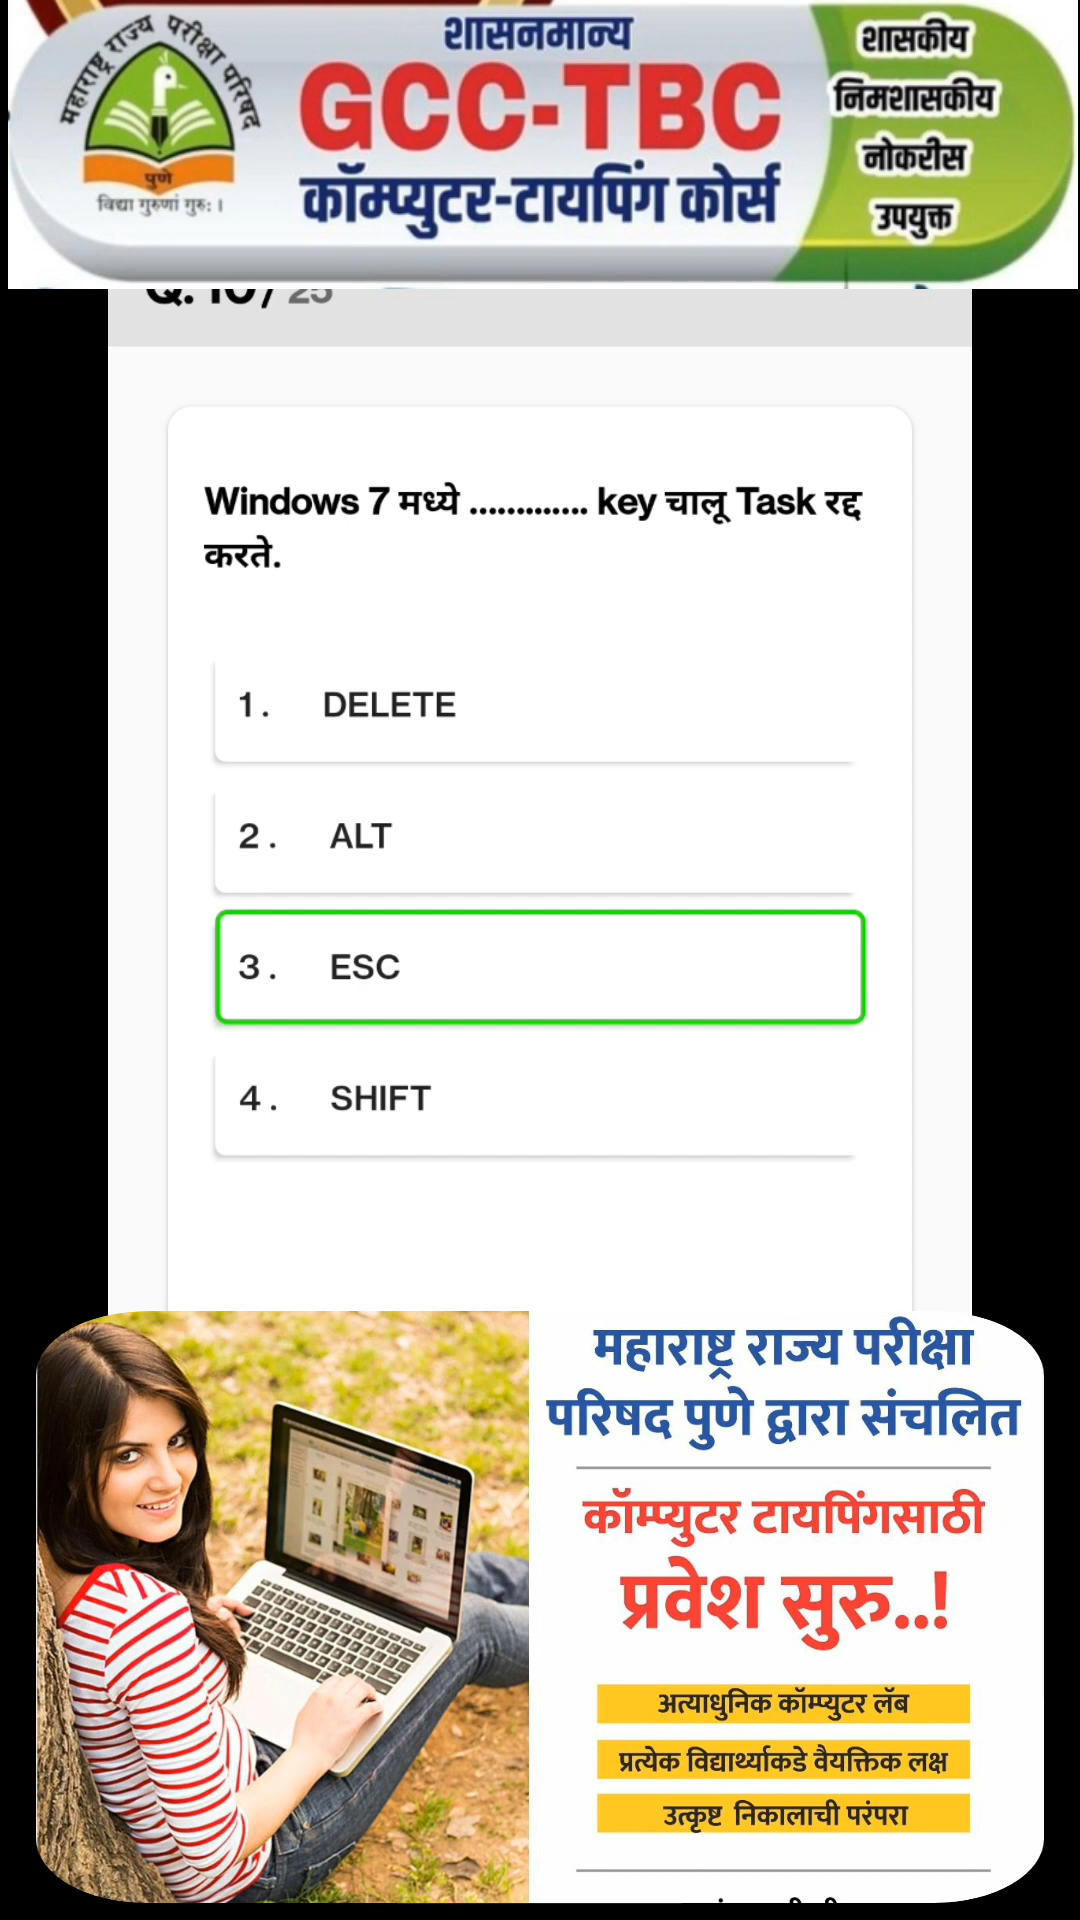 महाराष्ट्र राज्य परीक्षा परिषद
पुणे
विद्या गुरुणां गुरु: ।
शासनमान्य
GCC-TBC
कॉम्प्युटर-टायपिंग कोर्स
शासकीय
निमशासकीय
नोकरीस
उपयुक्त
25
Windows 7 मध्ये ............. key चालू Task रद्द
करते.
1. DELETE
2. ALT
3. ESC
4. SHIFT
महाराष्ट्र राज्य परीक्षा
परिषद पुणे द्वारा संचलित
कॉम्प्युटर टायपिंगसाठी
प्रवेश सुरु..!
अत्याधुनिक कॉम्प्युटर लॅब
प्रत्येक विद्यार्थ्याकडे वैयक्तिक लक्ष
उत्कृष्ट निकालाची परंपरा